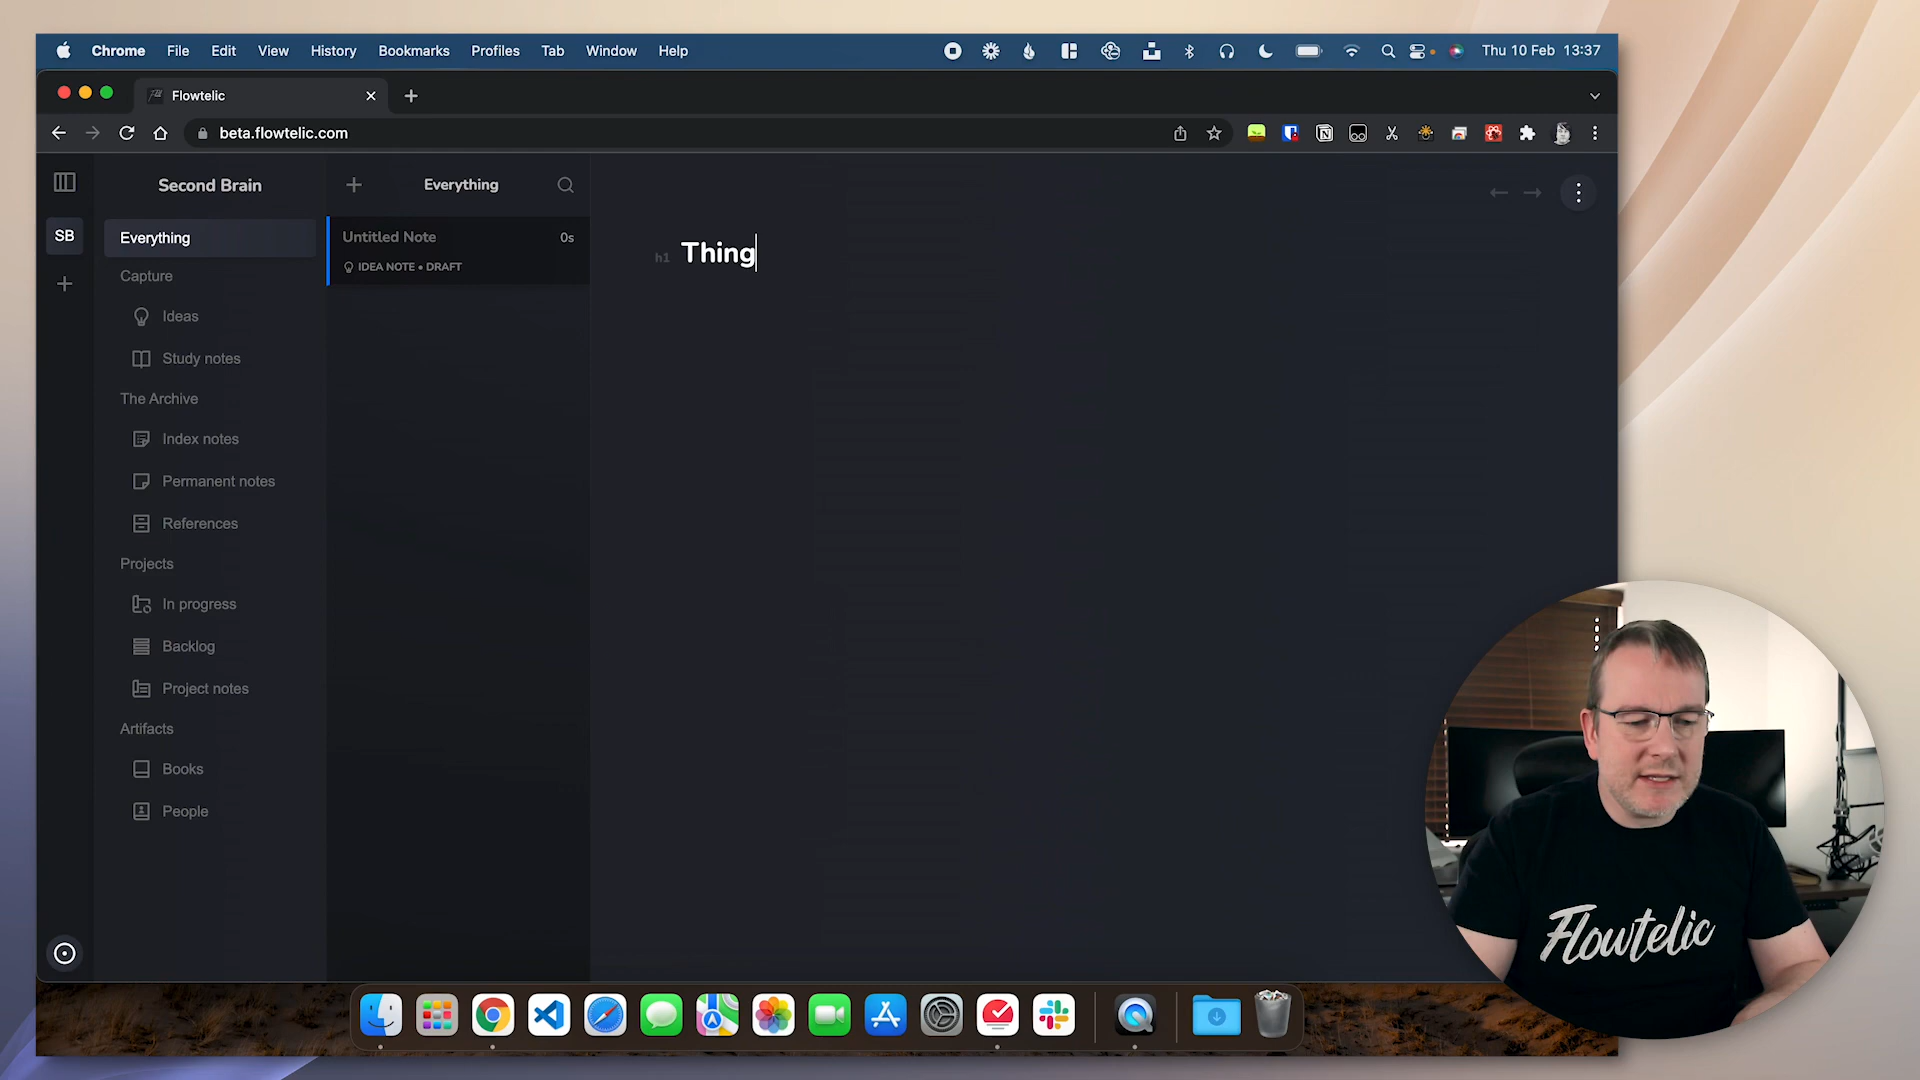 Chrome File Edit View History Bookmarks Profiles Tab Window Help Thu 10 Feb 13:37
Flowtelic
beta.flowtelic.com
Second Brain
Everything
SB
Everything
Capture
Ideas
Study notes
The Archive
Index notes
Permanent notes
References
Projects
In progress
Backlog
Project notes
Artifacts
Books
People
Untitled Note 0s
IDEA NOTE • DRAFT
h1 Thing
Flowtelic